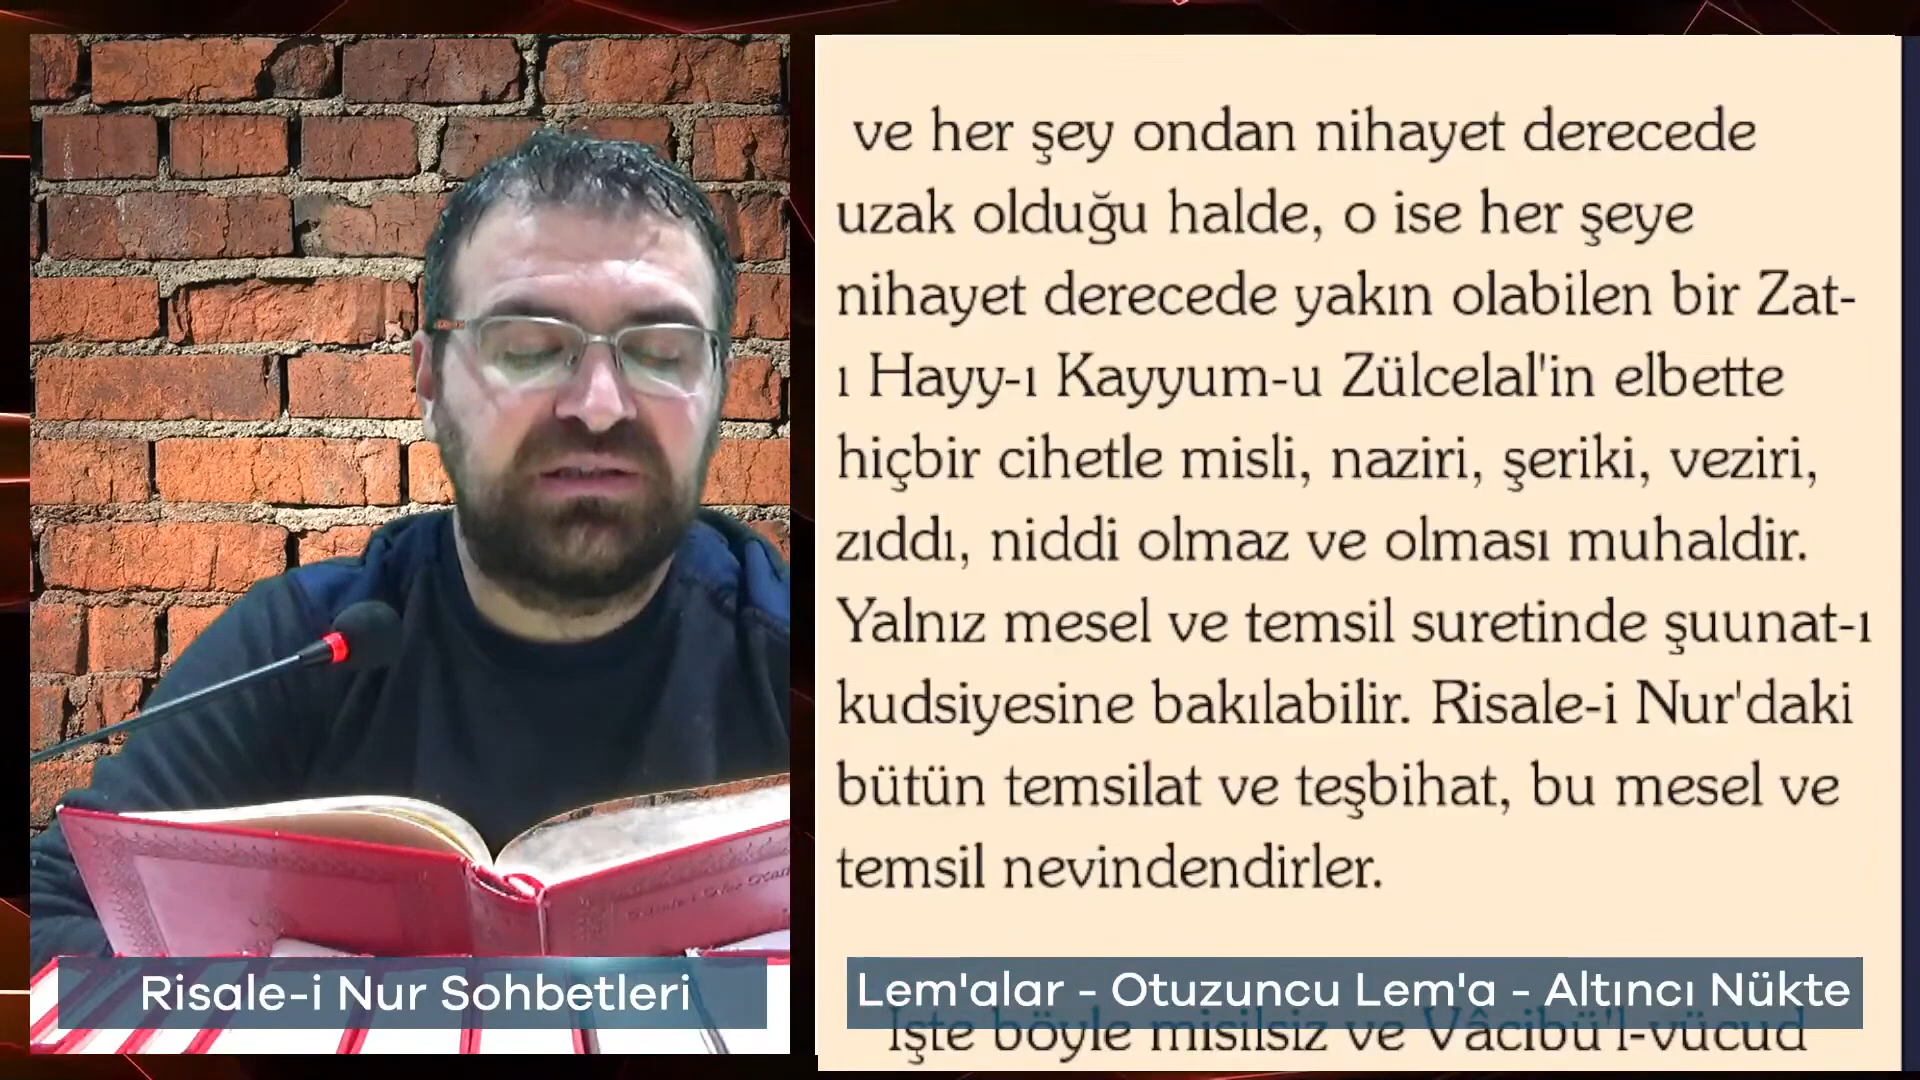 ve her şey ondan nihayet derecede
uzak olduğu halde, o ise her şeye
nihayet derecede yakın olabilen bir Zat-
ı Hayy-ı Kayyum-u Zülcelal'in elbette
hiçbir cihetle misli, naziri, şeriki, veziri,
zıddı, niddi olmaz ve olması muhaldir.
Yalnız mesel ve temsil suretinde şuunat-ı
kudsiyesine bakılabilir. Risale-i Nur'daki
bütün temsilat ve teşbihat, bu mesel ve
temsil nevindendirler.
Risale-i Nur Sohbetleri
Lem'alar - Otuzuncu Lem'a - Altıncı Nükte
İşte böyle misilsiz ve Vâcibü'l-vücud